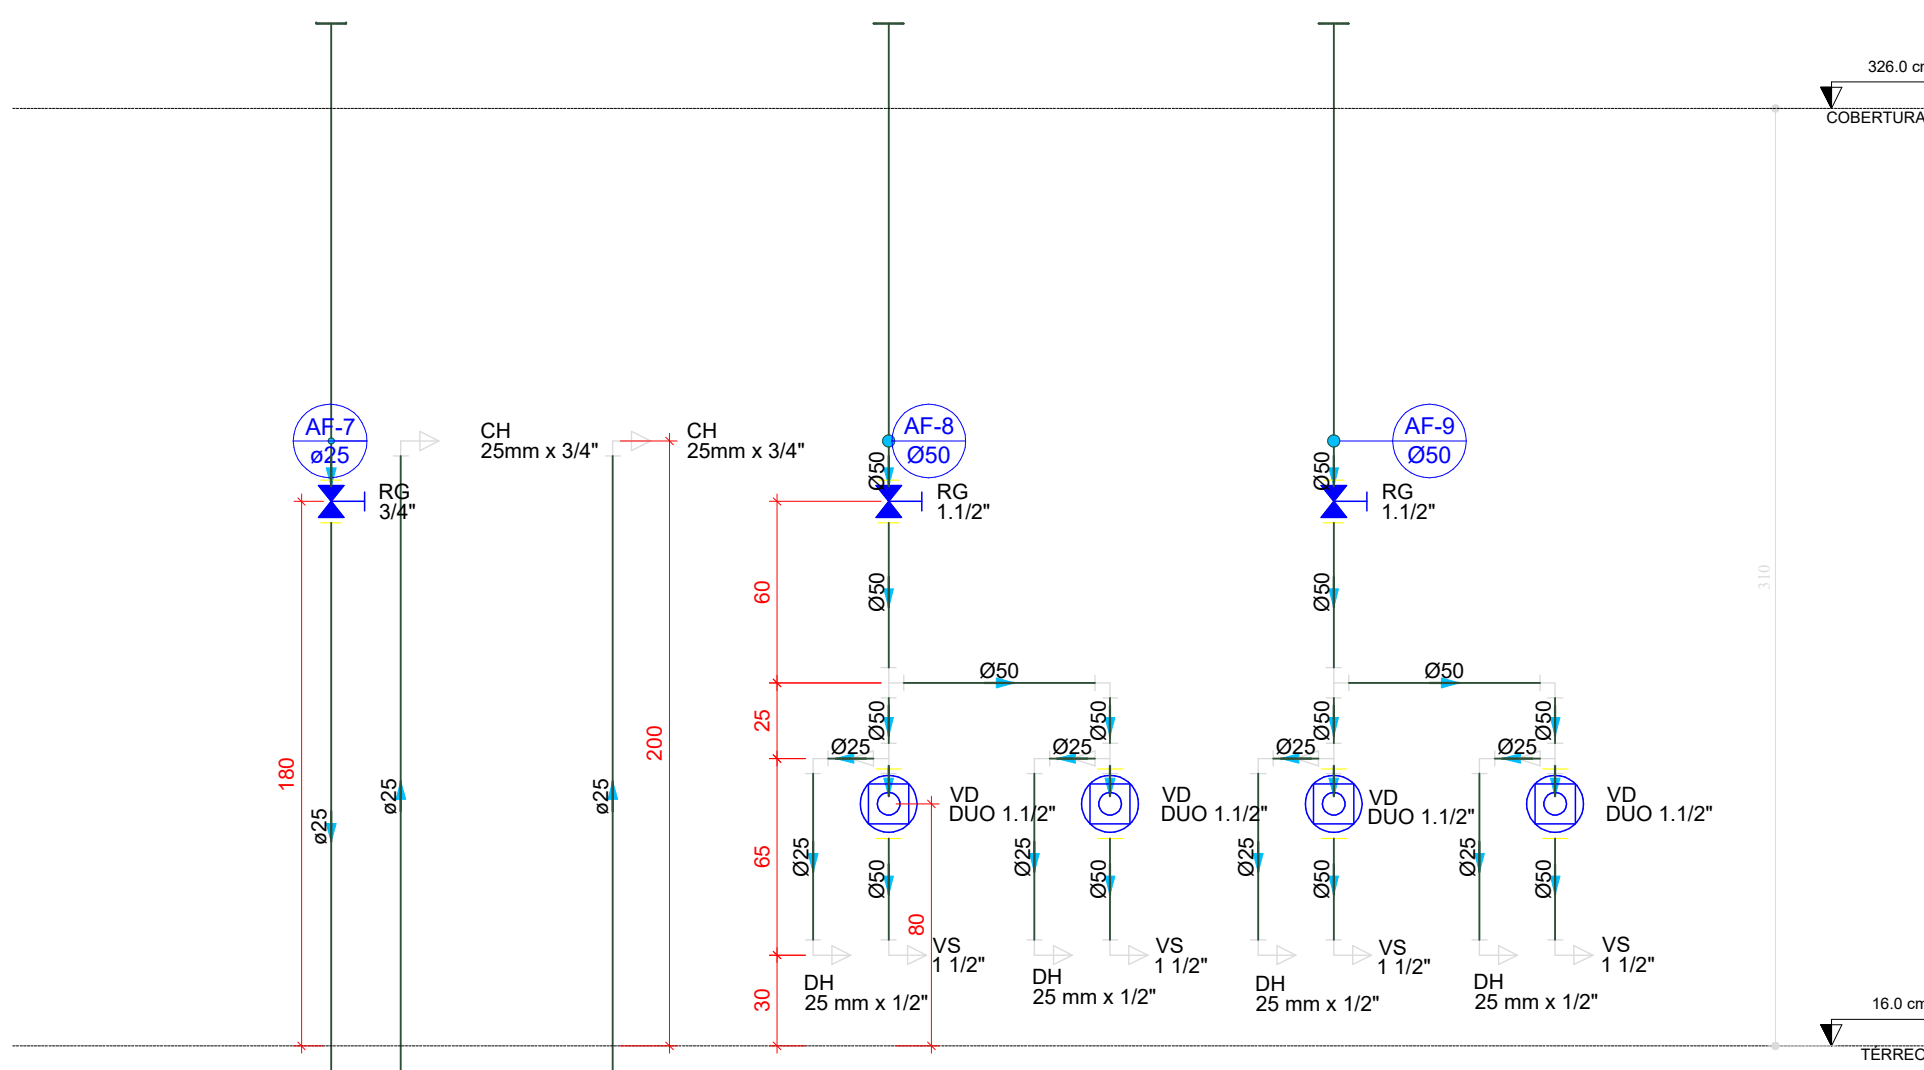 326.0 cm
COBERTURA
AF-7
ø25
CH
25mm x 3/4"
CH
25mm x 3/4"
AF-8
Ø50
AF-9
Ø50
Ø50
Ø50
RG
3/4"
RG
1.1/2"
RG
1.1/2"
310
60
Ø50
Ø50
Ø50
Ø50
25
Ø50
Ø50
Ø50
Ø50
200
180
Ø25
Ø25
Ø25
Ø25
ø25
ø25
ø25
VD
DUO 1.1/2"
VD
DUO 1.1/2"
VD
DUO 1.1/2"
VD
DUO 1.1/2"
65
Ø25
Ø50
Ø25
Ø50
Ø25
Ø50
Ø25
Ø50
80
VS
1 1/2"
VS
1 1/2"
VS
1 1/2"
VS
1 1/2"
30
DH
25 mm x 1/2"
DH
25 mm x 1/2"
DH
25 mm x 1/2"
DH
25 mm x 1/2"
16.0 cm
TÉRREO